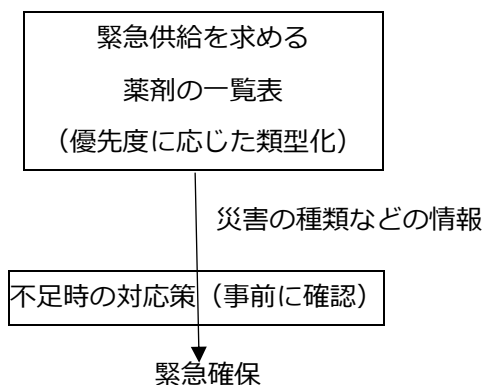 緊急供給を求める
薬剤の一覧表
（優先度に応じた類型化）
災害の種類などの情報
不足時の対応策（事前に確認）
緊急確保